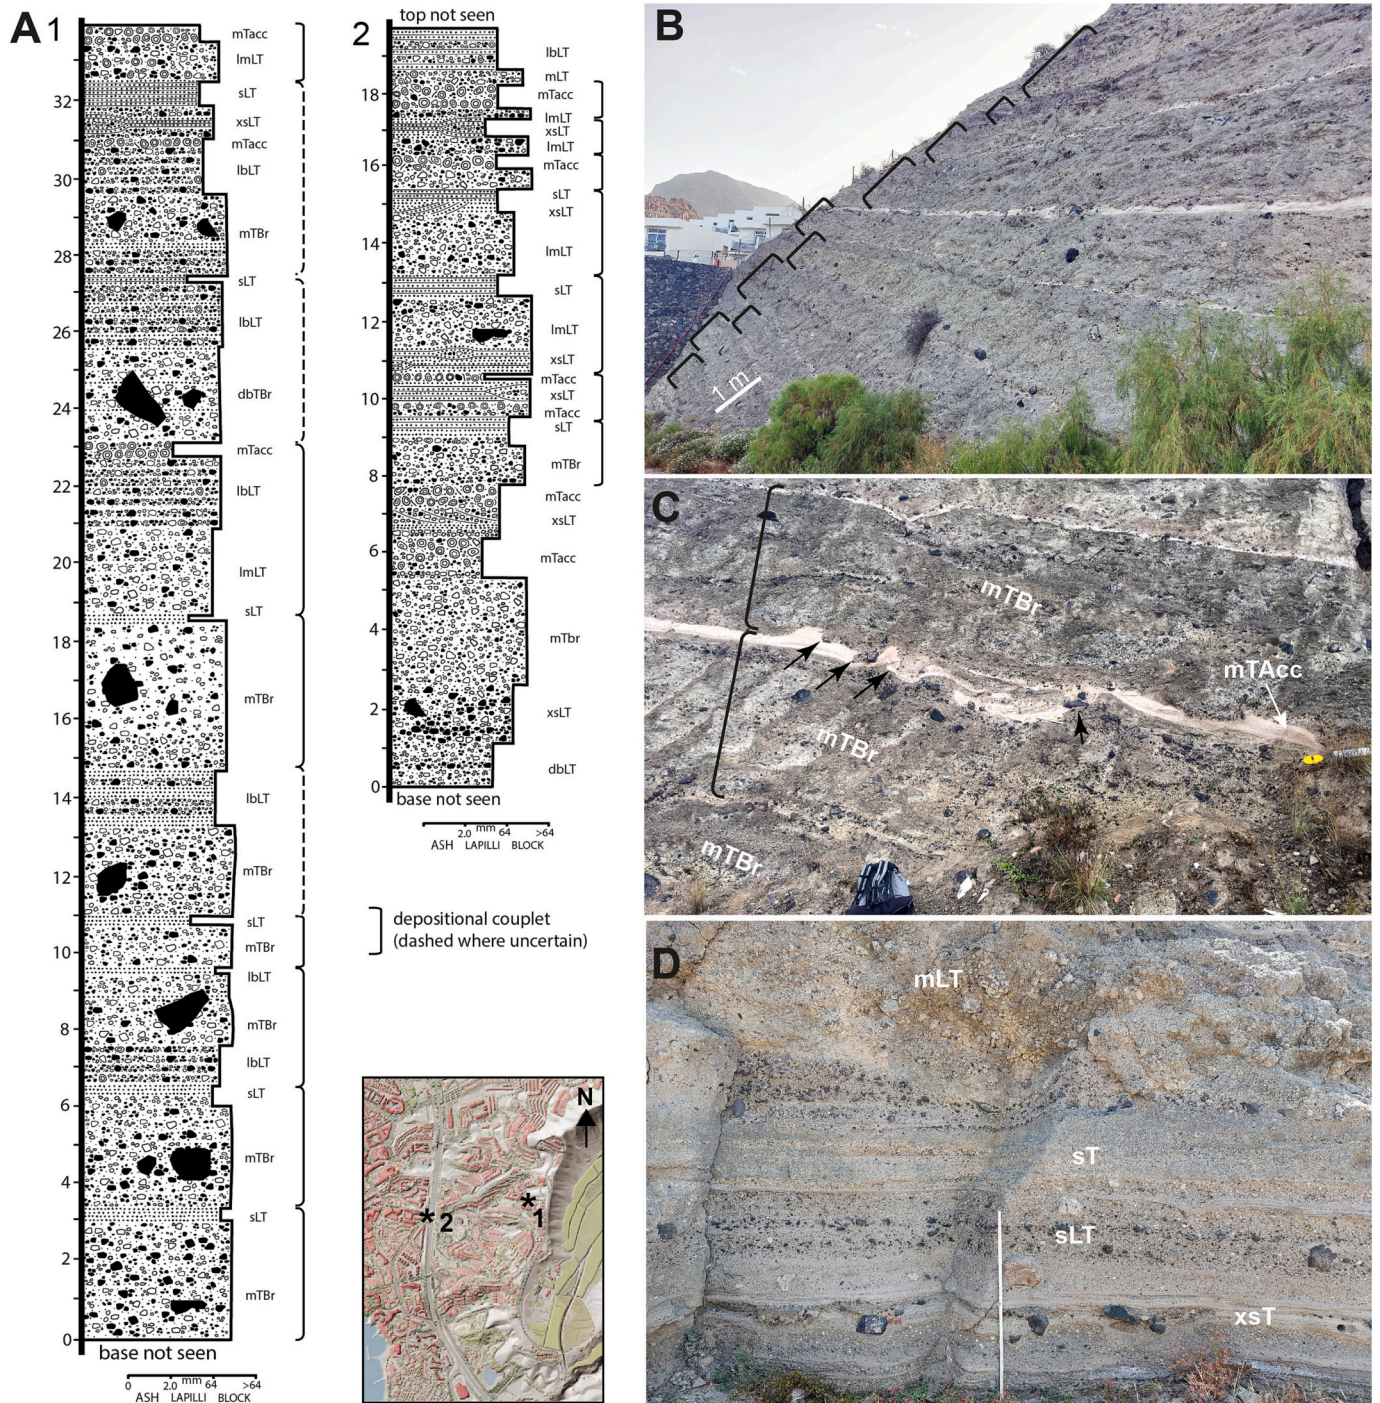 A 1
mTacc
lmLT
32
sLT
xsLT
mTacc
30
lbLT
mTBr
28
sLT
lbLT
26
dbTBr
24
mTacc
22
lbLT
20
lmLT
sLT
18
mTBr
16
14
lbLT
12
mTBr
sLT
10
mTBr
lbLT
8
mTBr
lbLT
6
sLT
mTBr
4
sLT
2
mTBr
0
base not seen
0 2.0 mm 64 >64
ASH LAPILLI BLOCK
2
top not seen
lbLT
mLT
18
mTacc
lmLT
xsLT
lmLT
16
mTacc
sLT
xsLT
14
lmLT
sLT
12
lmLT
xsLT
mTacc
10
xsLT
mTacc
sLT
mTBr
8
mTacc
xsLT
6
mTacc
4
mTbr
2
xsLT
dbLT
0
base not seen
2.0 mm 64 >64
ASH LAPILLI BLOCK
depositional couplet
(dashed where uncertain)
N
* 1
* 2
B
1 m
C
mTBr
mTAcc
mTBr
mTBr
D
mLT
sT
sLT
xsT